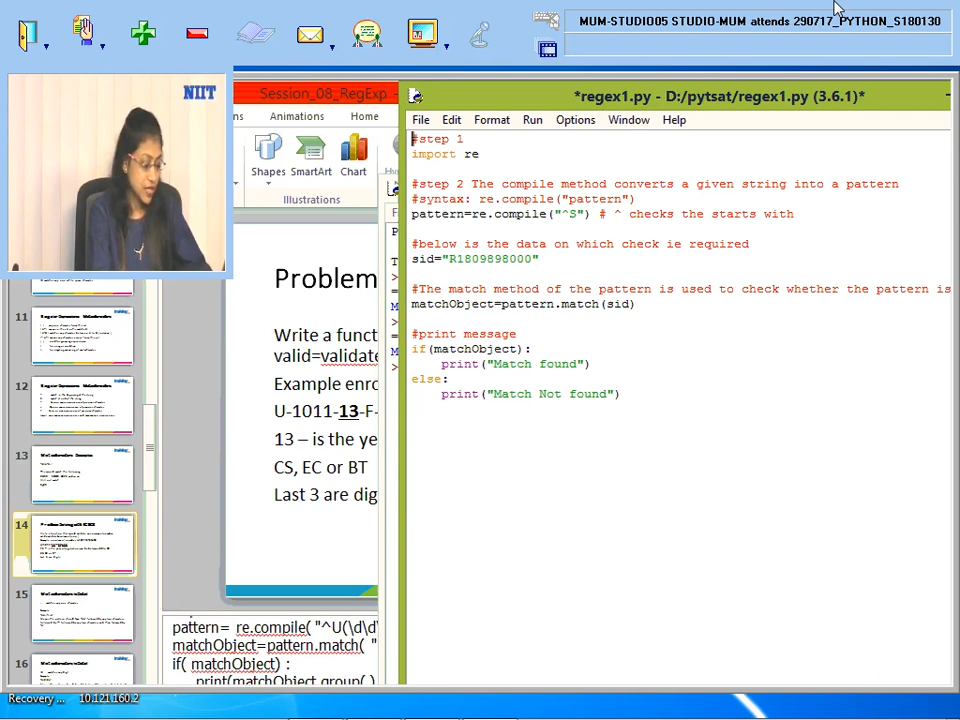 MUM-STUDIO05 STUDIO-MUM attends 290717_PYTHON_S180130
NIIT
Session_08_RegExp
Animations
Home
Shapes
SmartArt
Chart
Illustrations
11
12
13
14
15
16
Problem
Write a funct
valid=validate
Example enro
U-1011-13-F-
13 – is the ye
CS, EC or BT
Last 3 are dig
pattern= re.compile( "^U(\d\d\
matchObject=pattern.match( "
if( matchObject) :
print(matchObject.group( )
*regex1.py - D:/pytsat/regex1.py (3.6.1)*
File Edit Format Run Options Window Help
#step 1
import re
#step 2 The compile method converts a given string into a pattern
#syntax: re.compile("pattern")
pattern=re.compile("^S") # ^ checks the starts with
#below is the data on which check ie required
sid="R1809898000"
#The match method of the pattern is used to check whether the pattern is
matchObject=pattern.match(sid)
#print message
if(matchObject):
print("Match found")
else:
print("Match Not found")
Recovery ...
10.121.160.2